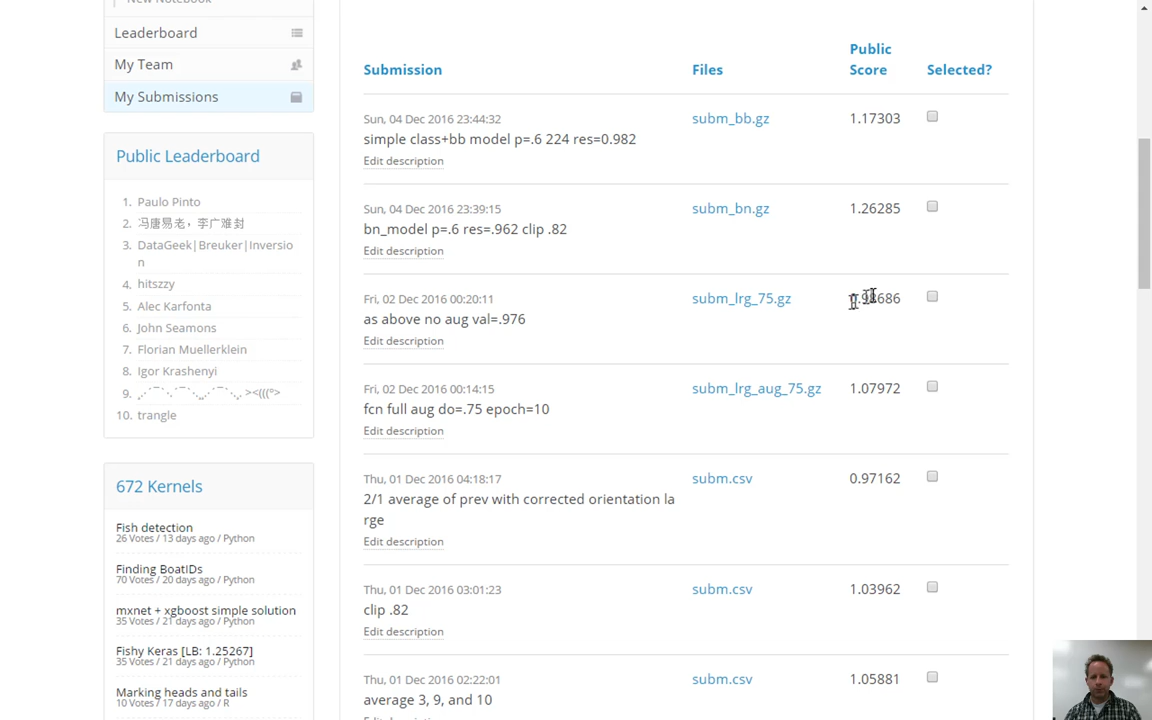 New Notebook
Leaderboard
My Team
My Submissions
Public Leaderboard
1. Paulo Pinto
2. 冯唐易老，李广难封
3. DataGeek|Breuker|Inversio
n
4. hitszzy
5. Alec Karfonta
6. John Seamons
7. Florian Muellerklein
8. Igor Krashenyi
10. trangle
672 Kernels
Fish detection
26 Votes / 13 days ago / Python
Finding BoatIDs
70 Votes / 20 days ago / Python
mxnet + xgboost simple solution
35 Votes / 21 days ago / Python
Fishy Keras [LB: 1.25267]
35 Votes / 21 days ago / Python
Marking heads and tails
10 Votes / 17 days ago / R
Submission Files Public Score Selected?
Sun, 04 Dec 2016 23:44:32 subm_bb.gz 1.17303
simple class+bb model p=.6 224 res=0.982
Edit description
Sun, 04 Dec 2016 23:39:15 subm_bn.gz 1.26285
bn_model p=.6 res=.962 clip .82
Edit description
Fri, 02 Dec 2016 00:20:11 subm_lrg_75.gz
as above no aug val=.976
Edit description
Fri, 02 Dec 2016 00:14:15 subm_lrg_aug_75.gz 1.07972
fcn full aug do=.75 epoch=10
Edit description
Thu, 01 Dec 2016 04:18:17 subm.csv 0.97162
2/1 average of prev with corrected orientation la
rge
Edit description
Thu, 01 Dec 2016 03:01:23 subm.csv 1.03962
clip .82
Edit description
Thu, 01 Dec 2016 02:22:01 subm.csv 1.05881
average 3, 9, and 10